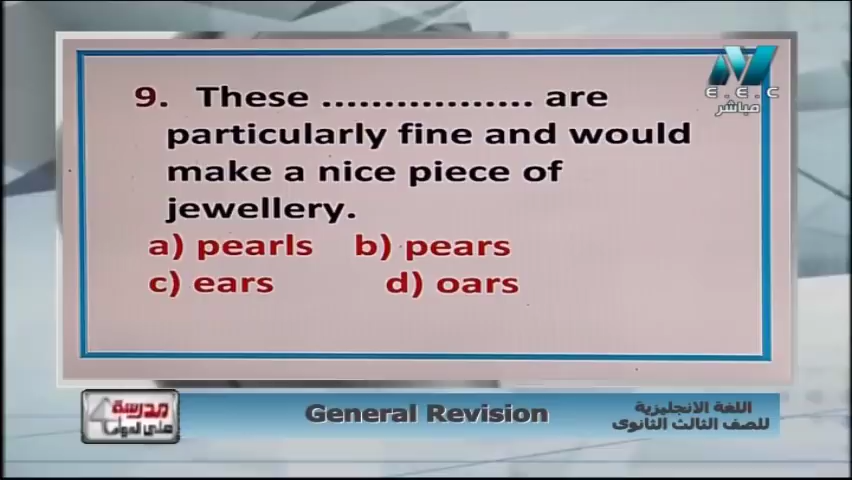 E.E.C
مباشر
9. These .................. are
particularly fine and would
make a nice piece of
jewellery.
a) pearls b) pears
c) ears d) oars
مدرسة
على الهواء
General Revision
اللغة الانجليزية
للصف الثالث الثانوى